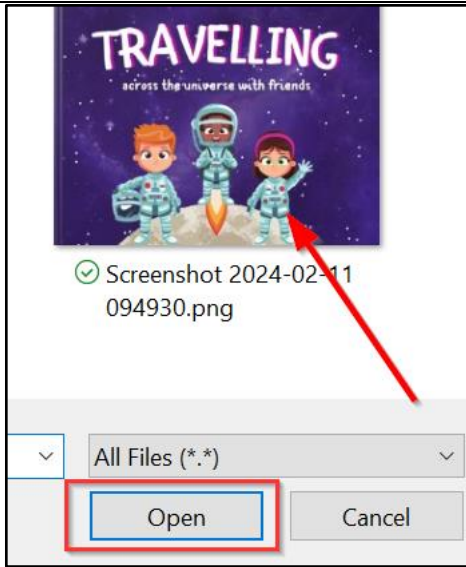 TRAVELLING
across the universe with friends
Screenshot 2024-02-11
094930.png
All Files (*.*)
Open
Cancel